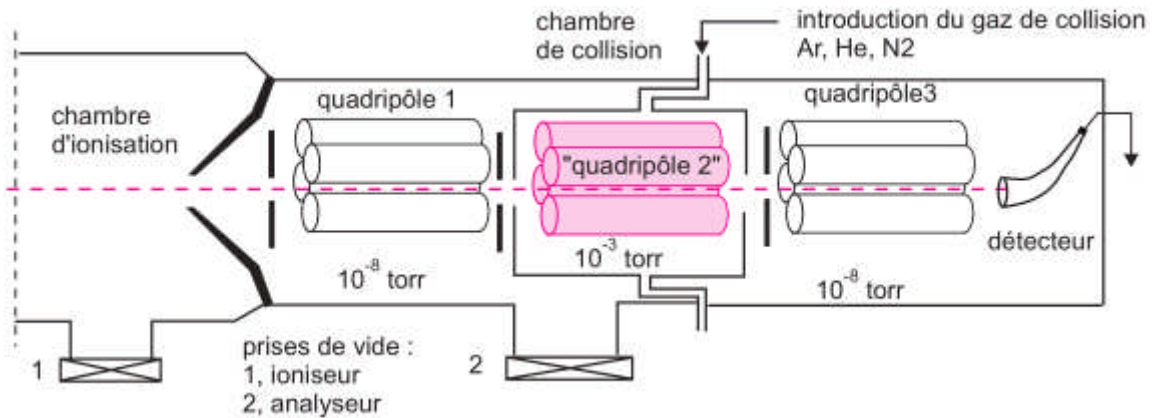 chambre
de collision
introduction du gaz de collision
Ar, He, N2
chambre
d'ionisation
quadripôle 1
"quadripôle 2"
quadripôle3
détecteur
10⁻⁸ torr
10⁻³ torr
10⁻⁸ torr
1
prises de vide :
1, ioniseur
2, analyseur
2